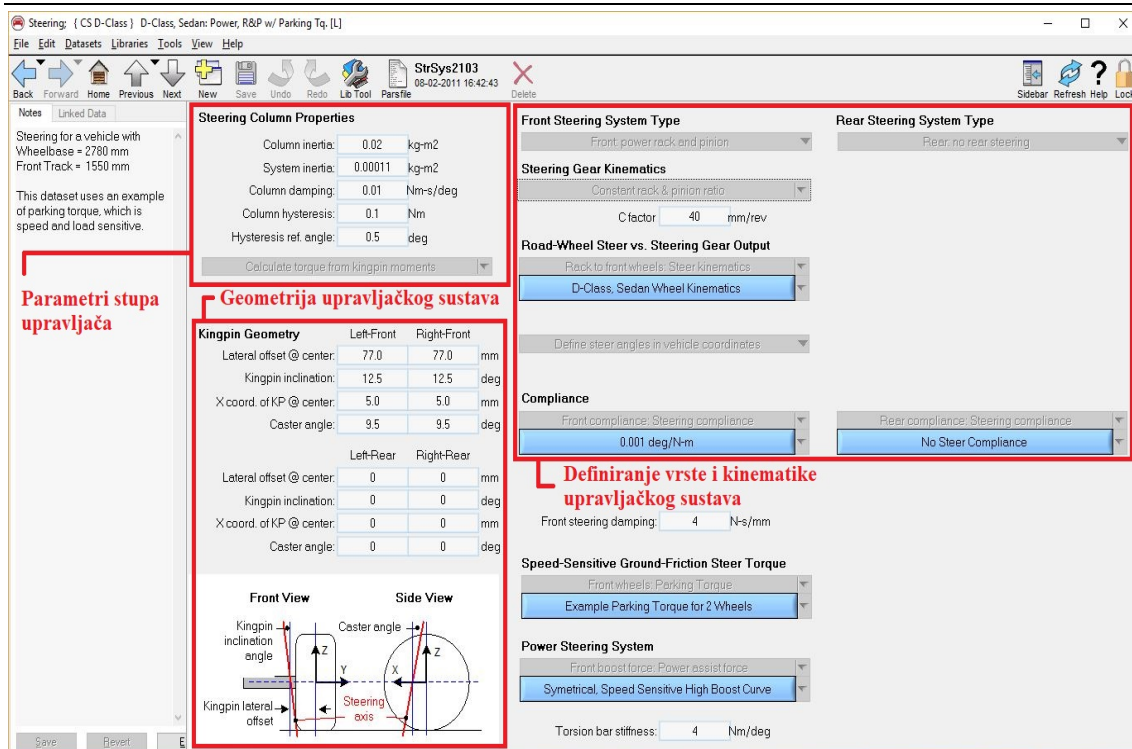 Steering; { CS D-Class } D-Class, Sedan: Power, R&P w/ Parking Tq. [L]
File Edit Datasets Libraries Tools View Help
StrSys2103
08-02-2011 16:42:43
Back Forward Home Previous Next New Save Undo Redo Lib Tool Parsfile Delete Sidebar Refresh Help Lock
Notes Linked Data
Steering for a vehicle with
Wheelbase = 2780 mm
Front Track = 1550 mm
This dataset uses an example
of parking torque, which is
speed and load sensitive.
Parametri stupa
upravljača
Save Revert E
Steering Column Properties
Column inertia: 0.02 kg-m2
System inertia: 0.00011 kg-m2
Column damping: 0.01 Nm-s/deg
Column hysteresis: 0.1 Nm
Hysteresis ref. angle: 0.5 deg
Calculate torque from kingpin moments
Geometrija upravljačkog sustava
Kingpin Geometry Left-Front Right-Front
Lateral offset @ center: 77.0 77.0 mm
Kingpin inclination: 12.5 12.5 deg
X coord. of KP @ center: 5.0 5.0 mm
Caster angle: 9.5 9.5 deg
Left-Rear Right-Rear
Lateral offset @ center: 0 0 mm
Kingpin inclination: 0 0 deg
X coord. of KP @ center: 0 0 mm
Caster angle: 0 0 deg
Front View Side View
Kingpin
inclination
angle
Caster angle
Z Z
Y X
Kingpin lateral
offset
Steering
axis
Front Steering System Type
Front: power rack and pinion
Steering Gear Kinematics
Constant rack & pinion ratio
C factor 40 mm/rev
Road-Wheel Steer vs. Steering Gear Output
Rack to front wheels: Steer kinematics
D-Class, Sedan Wheel Kinematics
Define steer angles in vehicle coordinates
Compliance
Front compliance: Steering compliance
0.001 deg/N-m
Rear Steering System Type
Rear: no rear steering
Rear compliance: Steering compliance
No Steer Compliance
Definiranje vrste i kinematike
upravljačkog sustava
Front steering damping: 4 N-s/mm
Speed-Sensitive Ground-Friction Steer Torque
Front wheels: Parking Torque
Example Parking Torque for 2 Wheels
Power Steering System
Front boost force: Power assist force
Symetrical, Speed Sensitive High Boost Curve
Torsion bar stiffness: 4 Nm/deg